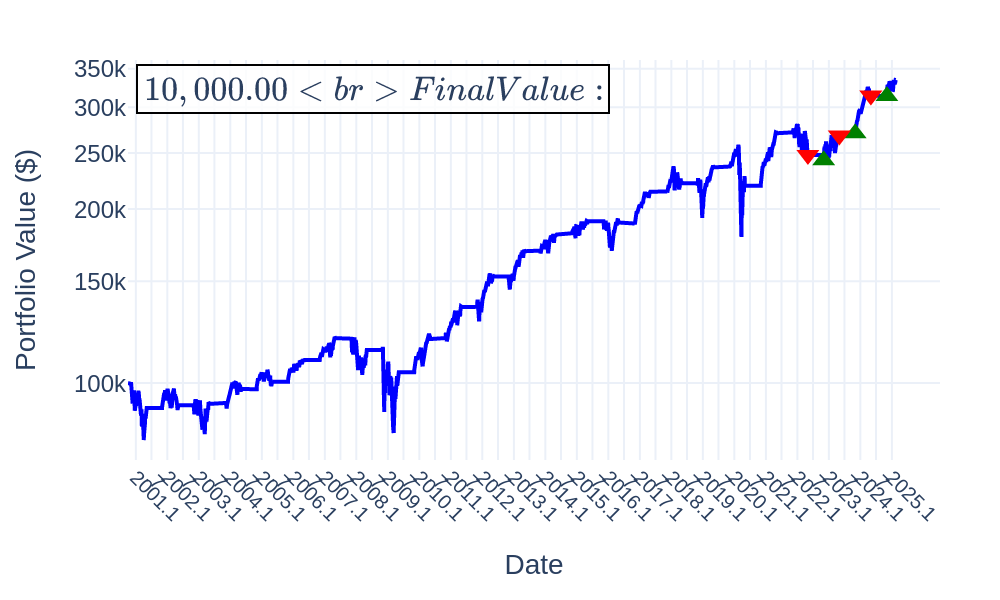 350k
300k
250k
200k
150k
100k
10,000.00 < br > FinalValue :
Portfolio Value ($)
2001.1
2002.1
2003.1
2004.1
2005.1
2006.1
2007.1
2008.1
2009.1
2010.1
2011.1
2012.1
2013.1
2014.1
2015.1
2016.1
2017.1
2018.1
2019.1
2020.1
2021.1
2022.1
2023.1
2024.1
2025.1
Date